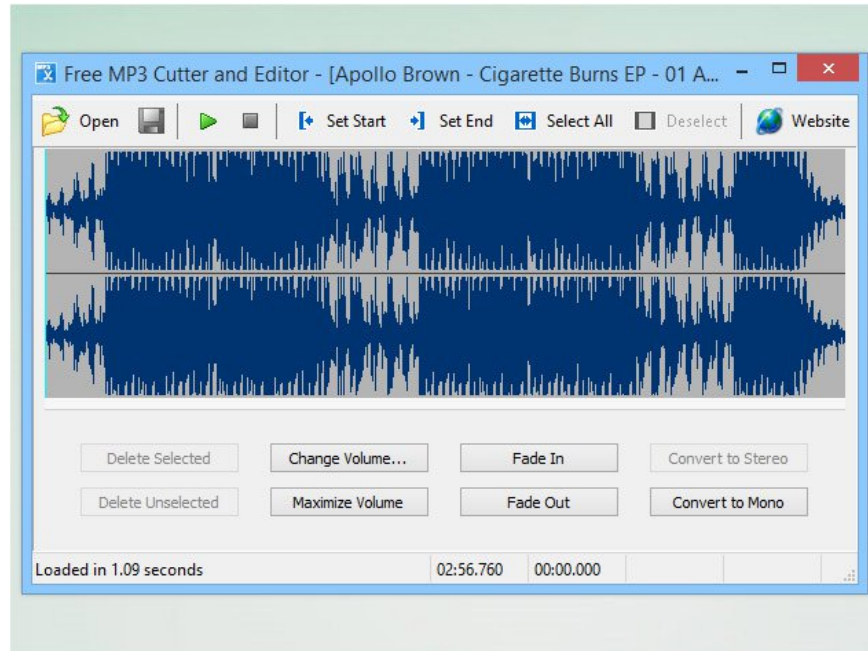 Free MP3 Cutter and Editor - [Apollo Brown - Cigarette Burns EP - 01 A...
Open Set Start Set End Select All Deselect Website
Delete Selected Change Volume... Fade In Convert to Stereo
Delete Unselected Maximize Volume Fade Out Convert to Mono
Loaded in 1.09 seconds 02:56.760 00:00.000